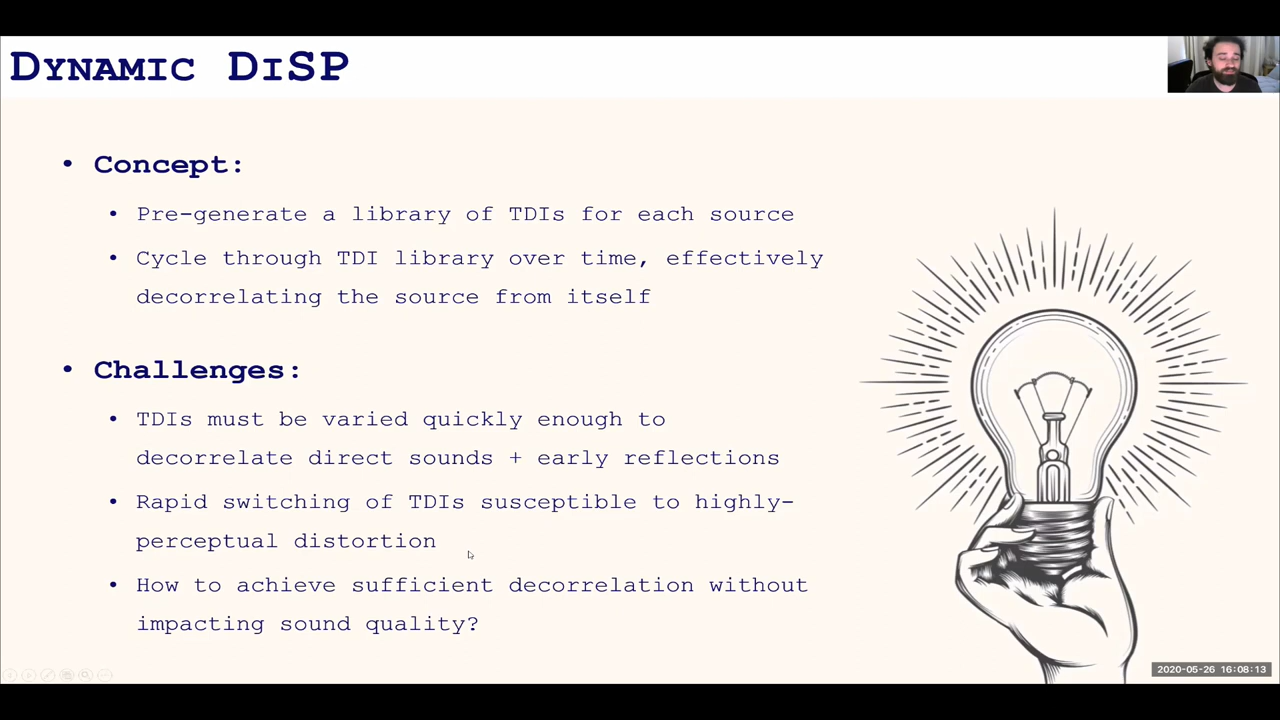 DYNAMIC DISP
• Concept:
• Pre-generate a library of TDIs for each source
• Cycle through TDI library over time, effectively
decorrelating the source from itself
• Challenges:
• TDIs must be varied quickly enough to
decorrelate direct sounds + early reflections
• Rapid switching of TDIs susceptible to highly-
perceptual distortion
• How to achieve sufficient decorrelation without
impacting sound quality?
2020-05-26 16:08:13